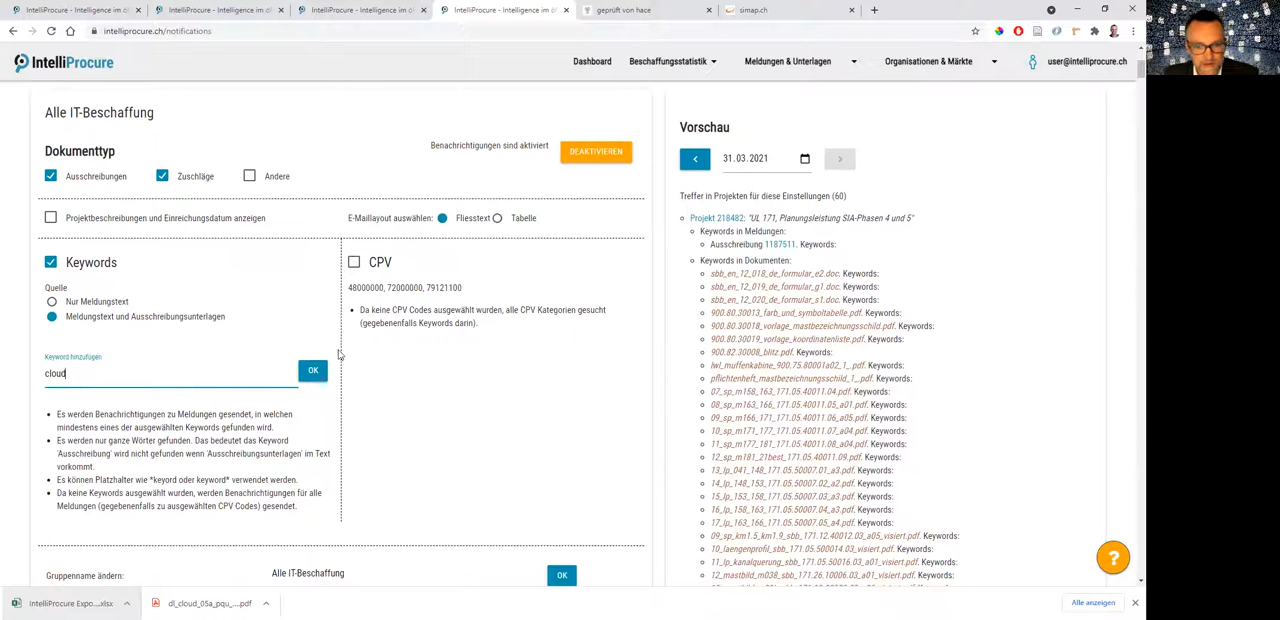 IntelliProcure - Intelligenz im öf
IntelliProcure - Intelligence im ö
IntelliProcure - Intelligence im ö
IntelliProcure - Intelligence im ö
geprüft von hace
simap.ch
intelliprocure.ch/notifications
IntelliProcure
Dashboard
Beschaffungsstatistik
Meldungen & Unterlagen
Organisationen & Märkte
user@intelliprocure.ch
Alle IT-Beschaffung
Dokumenttyp
Benachrichtigungen sind aktiviert
DEAKTIVIEREN
Ausschreibungen
Zuschläge
Andere
Projektbeschreibungen und Einreichungsdatum anzeigen
E-Maillayout auswählen:
Fliesstext
Tabelle
Keywords
Quelle
Nur Meldungstext
Meldungstext und Ausschreibungsunterlagen
Keyword hinzufügen
cloud
OK
Es werden Benachrichtigungen zu Meldungen gesendet, in welchen
mindestens eines der ausgewählten Keywords gefunden wird.
Es werden nur ganze Wörter gefunden. Das bedeutet das Keyword
'Ausschreibung' wird nicht gefunden wenn 'Ausschreibungsunterlagen' im Text
vorkommt.
Es können Platzhalter wie *keyord oder keyword* verwendet werden.
Da keine Keywords ausgewählt wurden, werden Benachrichtigungen für alle
Meldungen (gegebenenfalls zu ausgewählten CPV Codes) gesendet.
CPV
48000000, 72000000, 79121100
Da keine CPV Codes ausgewählt wurden, alle CPV Kategorien gesucht
(gegebenenfalls Keywords darin).
Gruppenname ändern:
Alle IT-Beschaffung
OK
Vorschau
<
31.03.2021
>
Treffer in Projekten für diese Einstellungen (60)
Projekt 218482: "UL 171, Planungsleistung SIA-Phasen 4 und 5"
Keywords in Meldungen:
Ausschreibung 1187511. Keywords:
Keywords in Dokumenten:
sbb_en_12_018_de_formular_e2.doc. Keywords:
sbb_en_12_019_de_formular_g1.doc. Keywords:
sbb_en_12_020_de_formular_s1.doc. Keywords:
900.80.30013_farb_und_symboltabelle.pdf. Keywords:
900.80.30018_vorlage_mastbezeichnungsschild.pdf. Keywords:
900.80.30019_vorlage_koordinatenliste.pdf. Keywords:
900.82.30008_blitz.pdf. Keywords:
lwl_muffenkabine_900.75.80001a02_1_.pdf. Keywords:
pflichtenheft_mastbezeichnungsschild_1_.pdf. Keywords:
07_sp_m158_163_171.05.40011.04.pdf. Keywords:
08_sp_m163_166_171.05.40011.05_a01.pdf. Keywords:
09_sp_m166_171_171.05.40011.06_a05.pdf. Keywords:
10_sp_m171_177_171.05.40011.07_a04.pdf. Keywords:
11_sp_m177_181_171.05.40011.08_a04.pdf. Keywords:
12_sp_m181_21best_171.05.40011.09.pdf. Keywords:
13_lp_041_148_171.05.50007.01_a3.pdf. Keywords:
14_lp_148_153_171.05.50007.02_a2.pdf. Keywords:
15_lp_153_158_171.05.50007.03_a3.pdf. Keywords:
16_lp_158_163_171.05.50007.04_a3.pdf. Keywords:
17_lp_163_166_171.05.50007.05_a4.pdf. Keywords:
09_sp_km1.5_km1.9_sbb_171.12.40012.03_a05_visiert.pdf. Keywords:
10_laengenprofil_sbb_171.05.500014.03_visiert.pdf. Keywords:
11_lp_kanalquerung_sbb_171.05.50016.03_a01_visiert.pdf. Keywords:
12_mastbild_m038_sbb_171.26.10006.03_a01_visiert.pdf. Keywords:
?
IntelliProcure Expo....xlsx
dl_cloud_05a_pqu_....pdf
Alle anzeigen